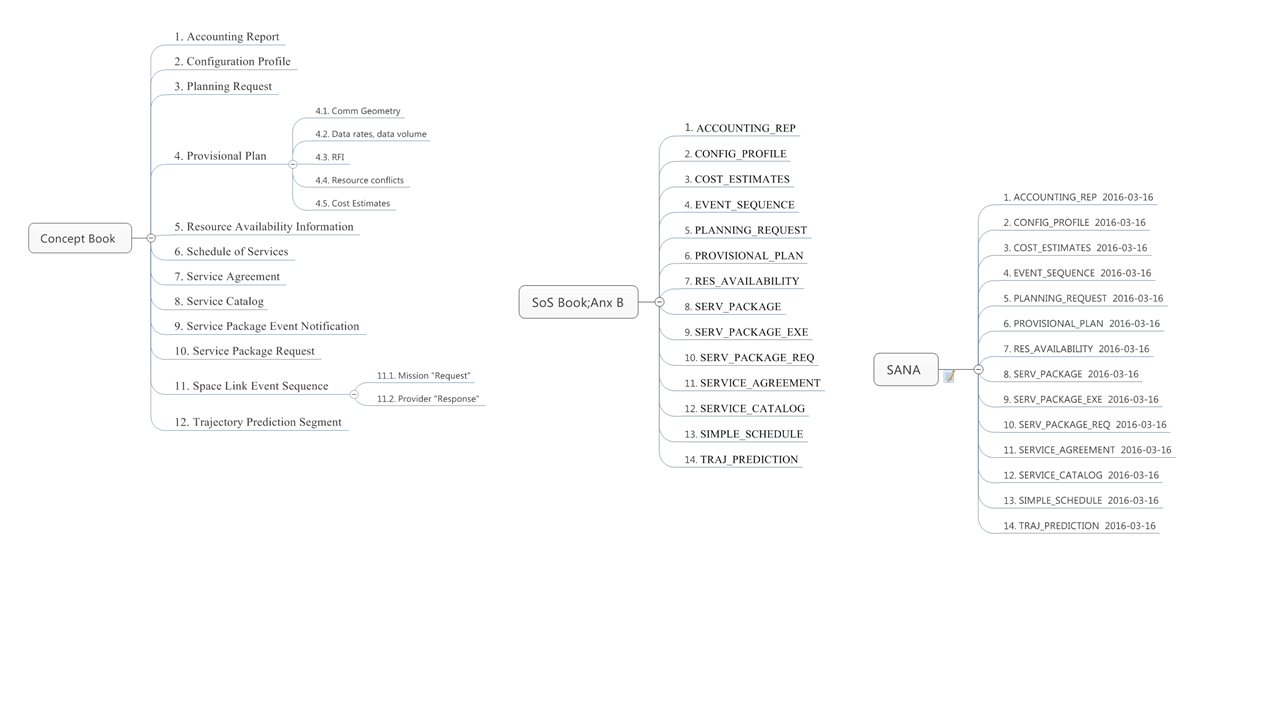 Concept Book
1. Accounting Report
2. Configuration Profile
3. Planning Request
4. Provisional Plan
4.1. Comm Geometry
4.2. Data rates, data volume
4.3. RFI
4.4. Resource conflicts
4.5. Cost Estimates
5. Resource Availability Information
6. Schedule of Services
7. Service Agreement
8. Service Catalog
9. Service Package Event Notification
10. Service Package Request
11. Space Link Event Sequence
11.1. Mission "Request"
11.2. Provider "Response"
12. Trajectory Prediction Segment
SoS Book;Anx B
1. ACCOUNTING_REP
2. CONFIG_PROFILE
3. COST_ESTIMATES
4. EVENT_SEQUENCE
5. PLANNING_REQUEST
6. PROVISIONAL_PLAN
7. RES_AVAILABILITY
8. SERV_PACKAGE
9. SERV_PACKAGE_EXE
10. SERV_PACKAGE_REQ
11. SERVICE_AGREEMENT
12. SERVICE_CATALOG
13. SIMPLE_SCHEDULE
14. TRAJ_PREDICTION
SANA
1. ACCOUNTING_REP 2016-03-16
2. CONFIG_PROFILE 2016-03-16
3. COST_ESTIMATES 2016-03-16
4. EVENT_SEQUENCE 2016-03-16
5. PLANNING_REQUEST 2016-03-16
6. PROVISIONAL_PLAN 2016-03-16
7. RES_AVAILABILITY 2016-03-16
8. SERV_PACKAGE 2016-03-16
9. SERV_PACKAGE_EXE 2016-03-16
10. SERV_PACKAGE_REQ 2016-03-16
11. SERVICE_AGREEMENT 2016-03-16
12. SERVICE_CATALOG 2016-03-16
13. SIMPLE_SCHEDULE 2016-03-16
14. TRAJ_PREDICTION 2016-03-16